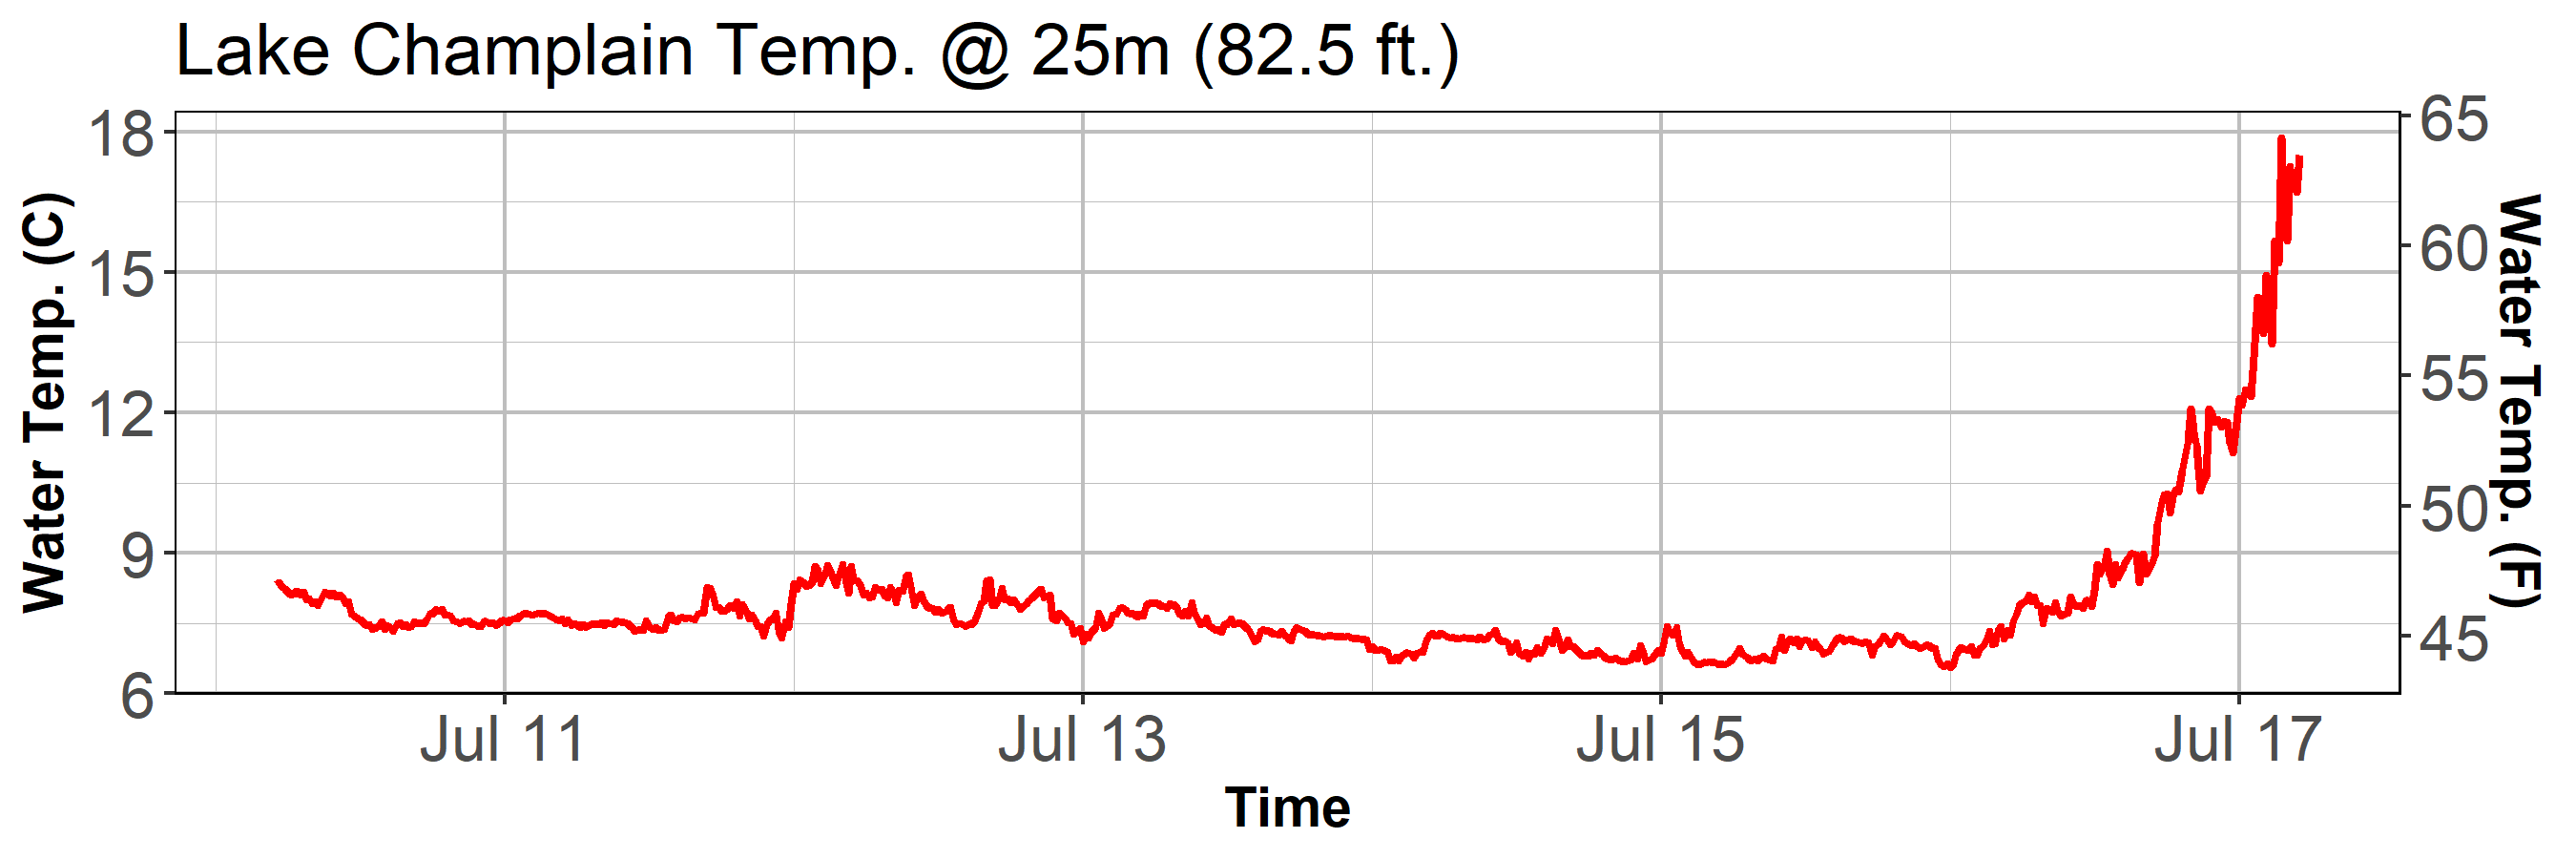 Lake Champlain Temp. @ 25m (82.5 ft.)
Water Temp. (C)
18
15
12
9
6
65
60
55
50
45
Water Temp. (F)
Jul 11 Jul 13 Jul 15 Jul 17
Time